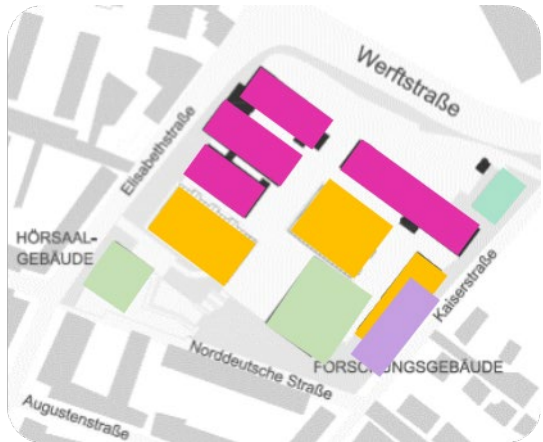 Werftstraße
Elisabethstraße
HÖRSAAL-
GEBÄUDE
Kaiserstraße
Norddeutsche Straße
FORSCHUNGSGEBÄUDE
Augustenstraße